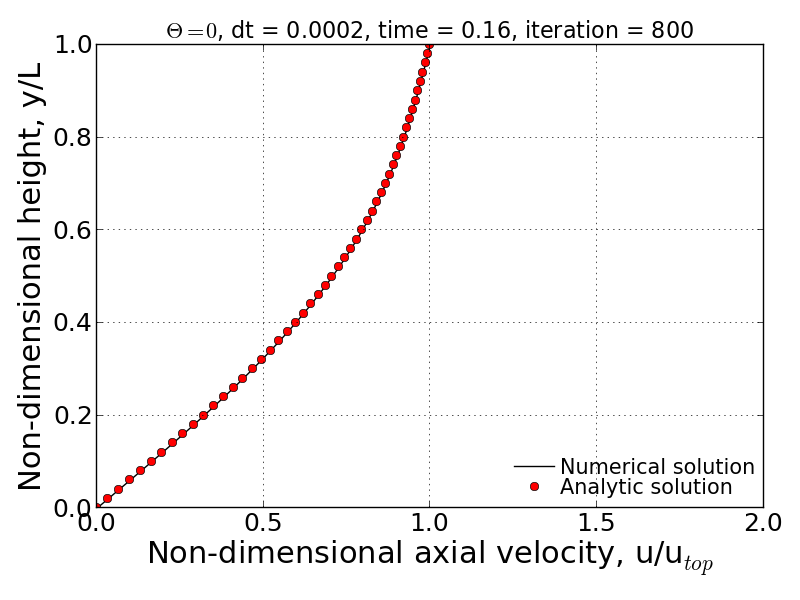 Θ = 0, dt = 0.0002, time = 0.16, iteration = 800
1.0
0.8
0.6
0.4
0.2
0.0
Non-dimensional height, y/L
Numerical solution
Analytic solution
0.0 0.5 1.0 1.5 2.0
Non-dimensional axial velocity, u/u_top